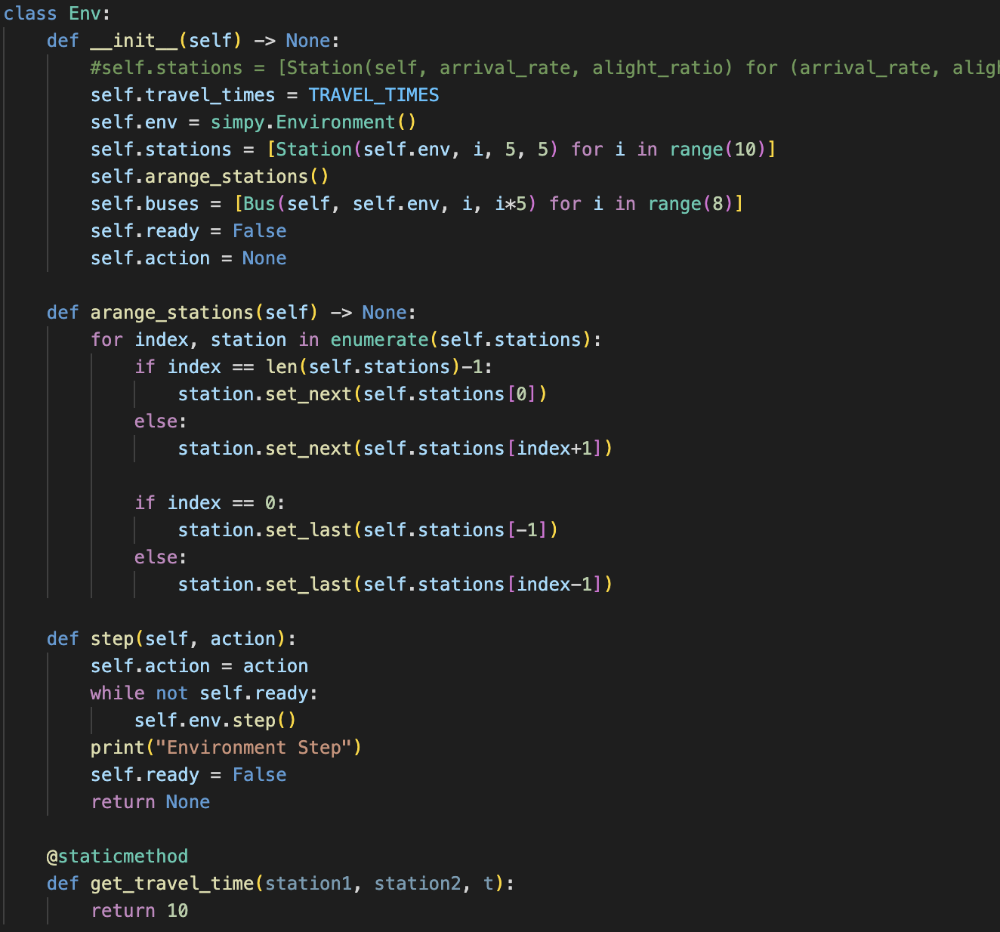 class Env:
    def __init__(self) -> None:
        #self.stations = [Station(self, arrival_rate, alight_ratio) for (arrival_rate,
        self.travel_times = TRAVEL_TIMES
        self.env = simpy.Environment()
        self.stations = [Station(self.env, i, 5, 5) for i in range(10)]
        self.arange_stations()
        self.buses = [Bus(self, self.env, i, i*5) for i in range(8)]
        self.ready = False
        self.action = None
    def arange_stations(self) -> None:
        for index, station in enumerate(self.stations):
            if index == len(self.stations)-1:
                station.set_next(self.stations[0])
            else:
                station.set_next(self.stations[index+1])
            if index == 0:
                station.set_last(self.stations[-1])
            else:
                station.set_last(self.stations[index-1])
    def step(self, action):
        self.action = action
        while not self.ready:
            self.env.step()
        print("Environment Step")
        self.ready = False
        return None
    @staticmethod
    def get_travel_time(station1, station2, t):
        return 10